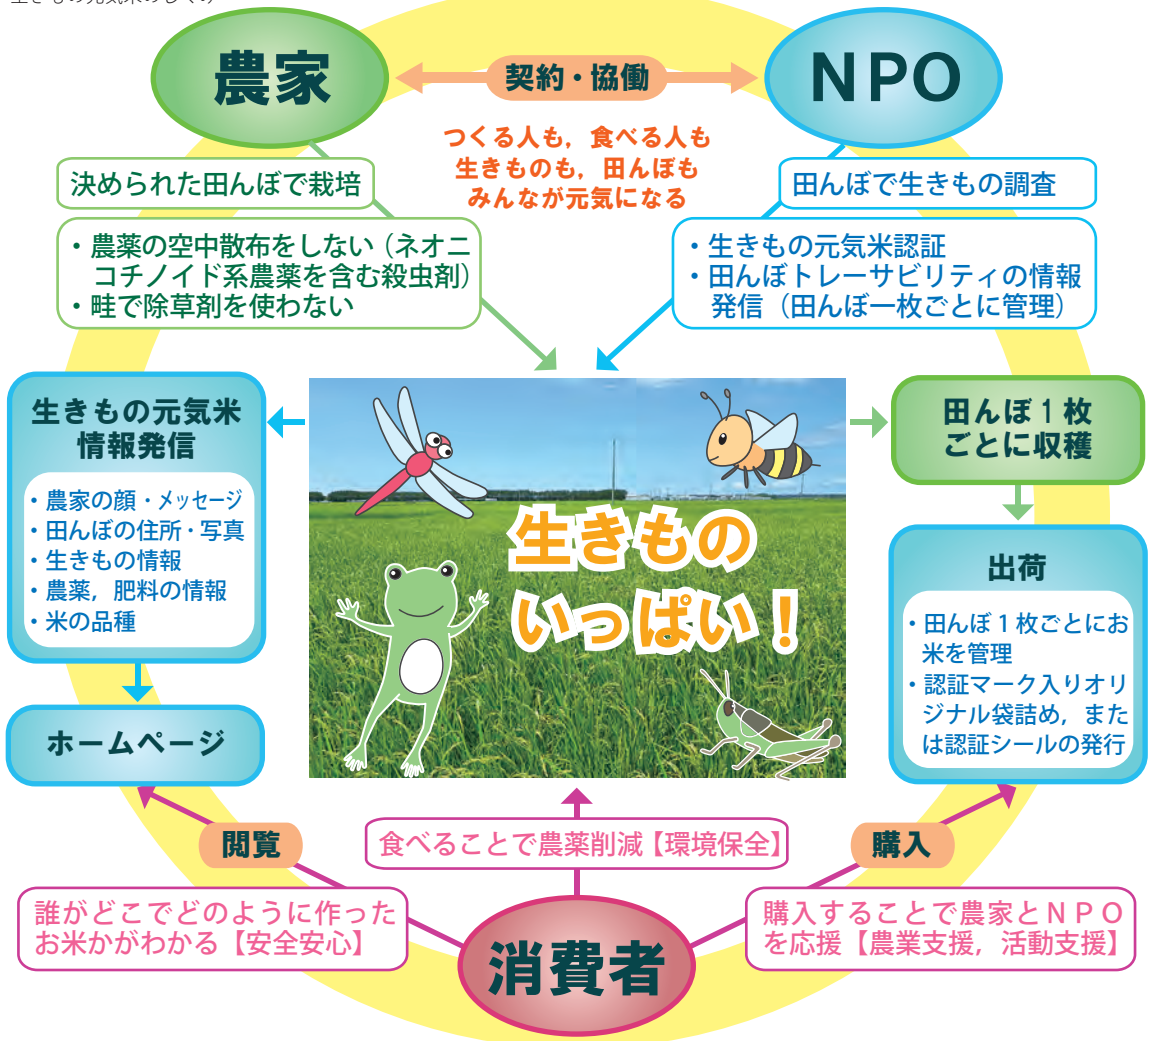 農家
契約・協働
NPO
つくる人も，食べる人も
生きものも，田んぼも
みんなが元気になる
決められた田んぼで栽培
・農薬の空中散布をしない（ネオニ
コチノイド系農薬を含む殺虫剤）
・畦で除草剤を使わない
田んぼで生きもの調査
・生きもの元気米認証
・田んぼトレーサビリティの情報
発信（田んぼ一枚ごとに管理）
生きもの元気米
情報発信
・農家の顔・メッセージ
・田んぼの住所・写真
・生きもの情報
・農薬，肥料の情報
・米の品種
ホームページ
生きもの
いっぱい！
田んぼ１枚
ごとに収穫
出荷
・田んぼ１枚ごとにお
米を管理
・認証マーク入りオリ
ジナル袋詰め，また
は認証シールの発行
閲覧
食べることで農薬削減【環境保全】
購入
誰がどこでどのように作った
お米かがわかる【安全安心】
消費者
購入することで農家とＮＰＯ
を応援【農業支援，活動支援】